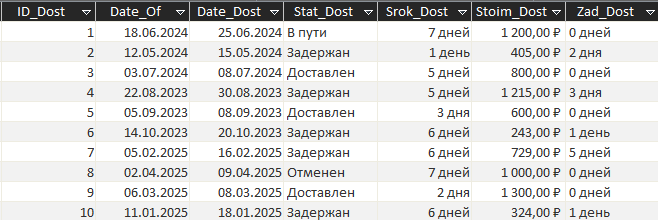 ID_Dost Date_Of Date_Dost Stat_Dost Srok_Dost Stoim_Dost Zad_Dost
1 18.06.2024 25.06.2024 В пути 7 дней 1 200,00 ₽ 0 дней
2 12.05.2024 15.05.2024 Задержан 1 день 405,00 ₽ 2 дня
3 03.07.2024 08.07.2024 Доставлен 5 дней 800,00 ₽ 0 дней
4 22.08.2023 30.08.2023 Задержан 5 дней 1 215,00 ₽ 3 дня
5 05.09.2023 08.09.2023 Доставлен 3 дня 600,00 ₽ 0 дней
6 14.10.2023 20.10.2023 Задержан 6 дней 243,00 ₽ 1 день
7 05.02.2025 16.02.2025 Задержан 6 дней 729,00 ₽ 5 дней
8 02.04.2025 09.04.2025 Отменен 7 дней 1 000,00 ₽ 0 дней
9 06.03.2025 08.03.2025 Доставлен 2 дня 1 300,00 ₽ 0 дней
10 11.01.2025 18.01.2025 Задержан 6 дней 324,00 ₽ 1 день